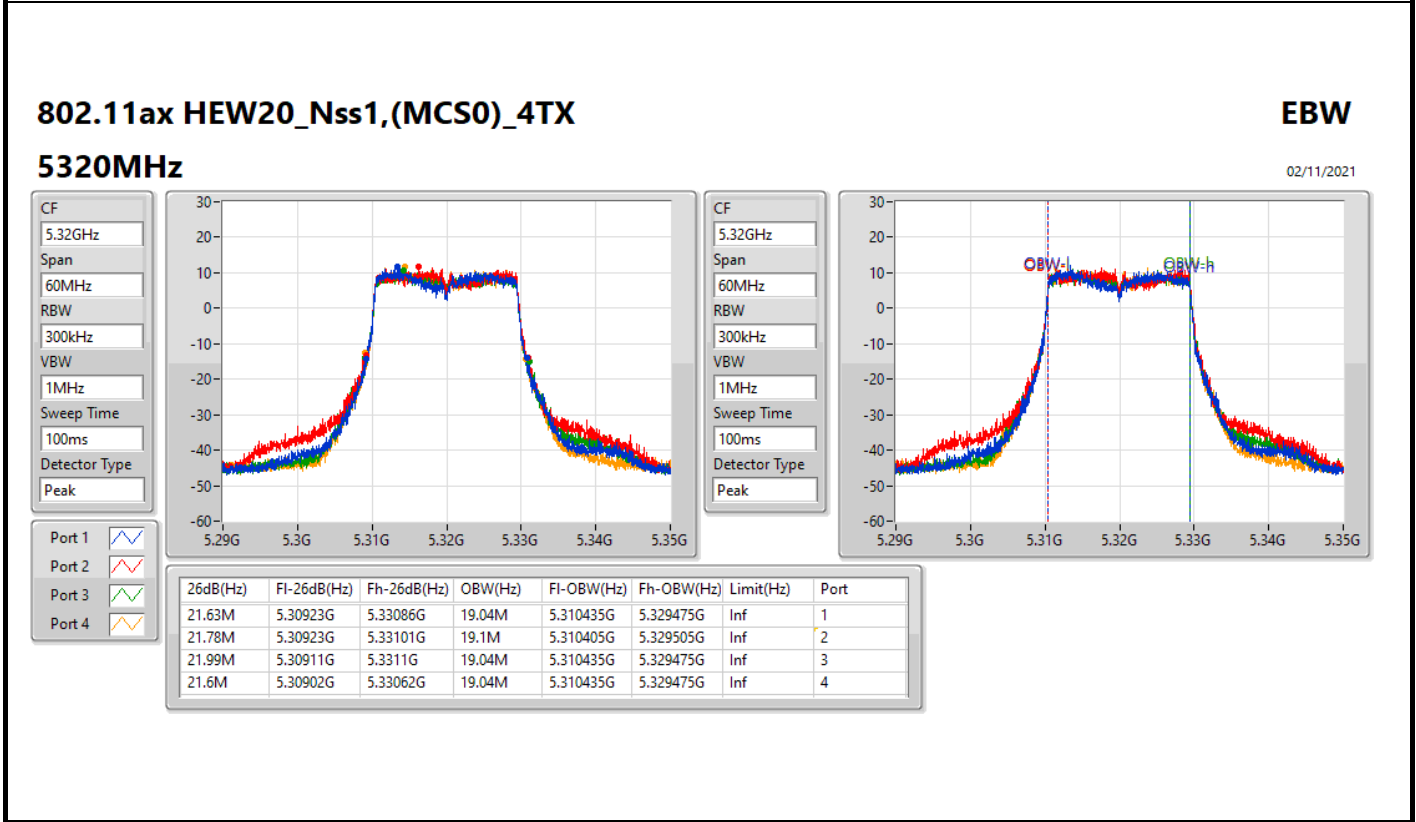 802.11ax HEW20_Nss1,(MCS0)_4TX
EBW
5320MHz
02/11/2021
CF
5.32GHz
Span
60MHz
RBW
300kHz
VBW
1MHz
Sweep Time
100ms
Detector Type
Peak
30
20
10
0
-10
-20
-30
-40
-50
-60
5.29G 5.3G 5.31G 5.32G 5.33G 5.34G 5.35G
CF
5.32GHz
Span
60MHz
RBW
300kHz
VBW
1MHz
Sweep Time
100ms
Detector Type
Peak
30
20
10
0
-10
-20
-30
-40
-50
-60
OBW-l OBW-h
5.29G 5.3G 5.31G 5.32G 5.33G 5.34G 5.35G
Port 1
Port 2
Port 3
Port 4
26dB(Hz) Fl-26dB(Hz) Fh-26dB(Hz) OBW(Hz) Fl-OBW(Hz) Fh-OBW(Hz) Limit(Hz) Port
21.63M 5.30923G 5.33086G 19.04M 5.310435G 5.329475G Inf 1
21.78M 5.30923G 5.33101G 19.1M 5.310405G 5.329505G Inf 2
21.99M 5.30911G 5.3311G 19.04M 5.310435G 5.329475G Inf 3
21.6M 5.30902G 5.33062G 19.04M 5.310435G 5.329475G Inf 4